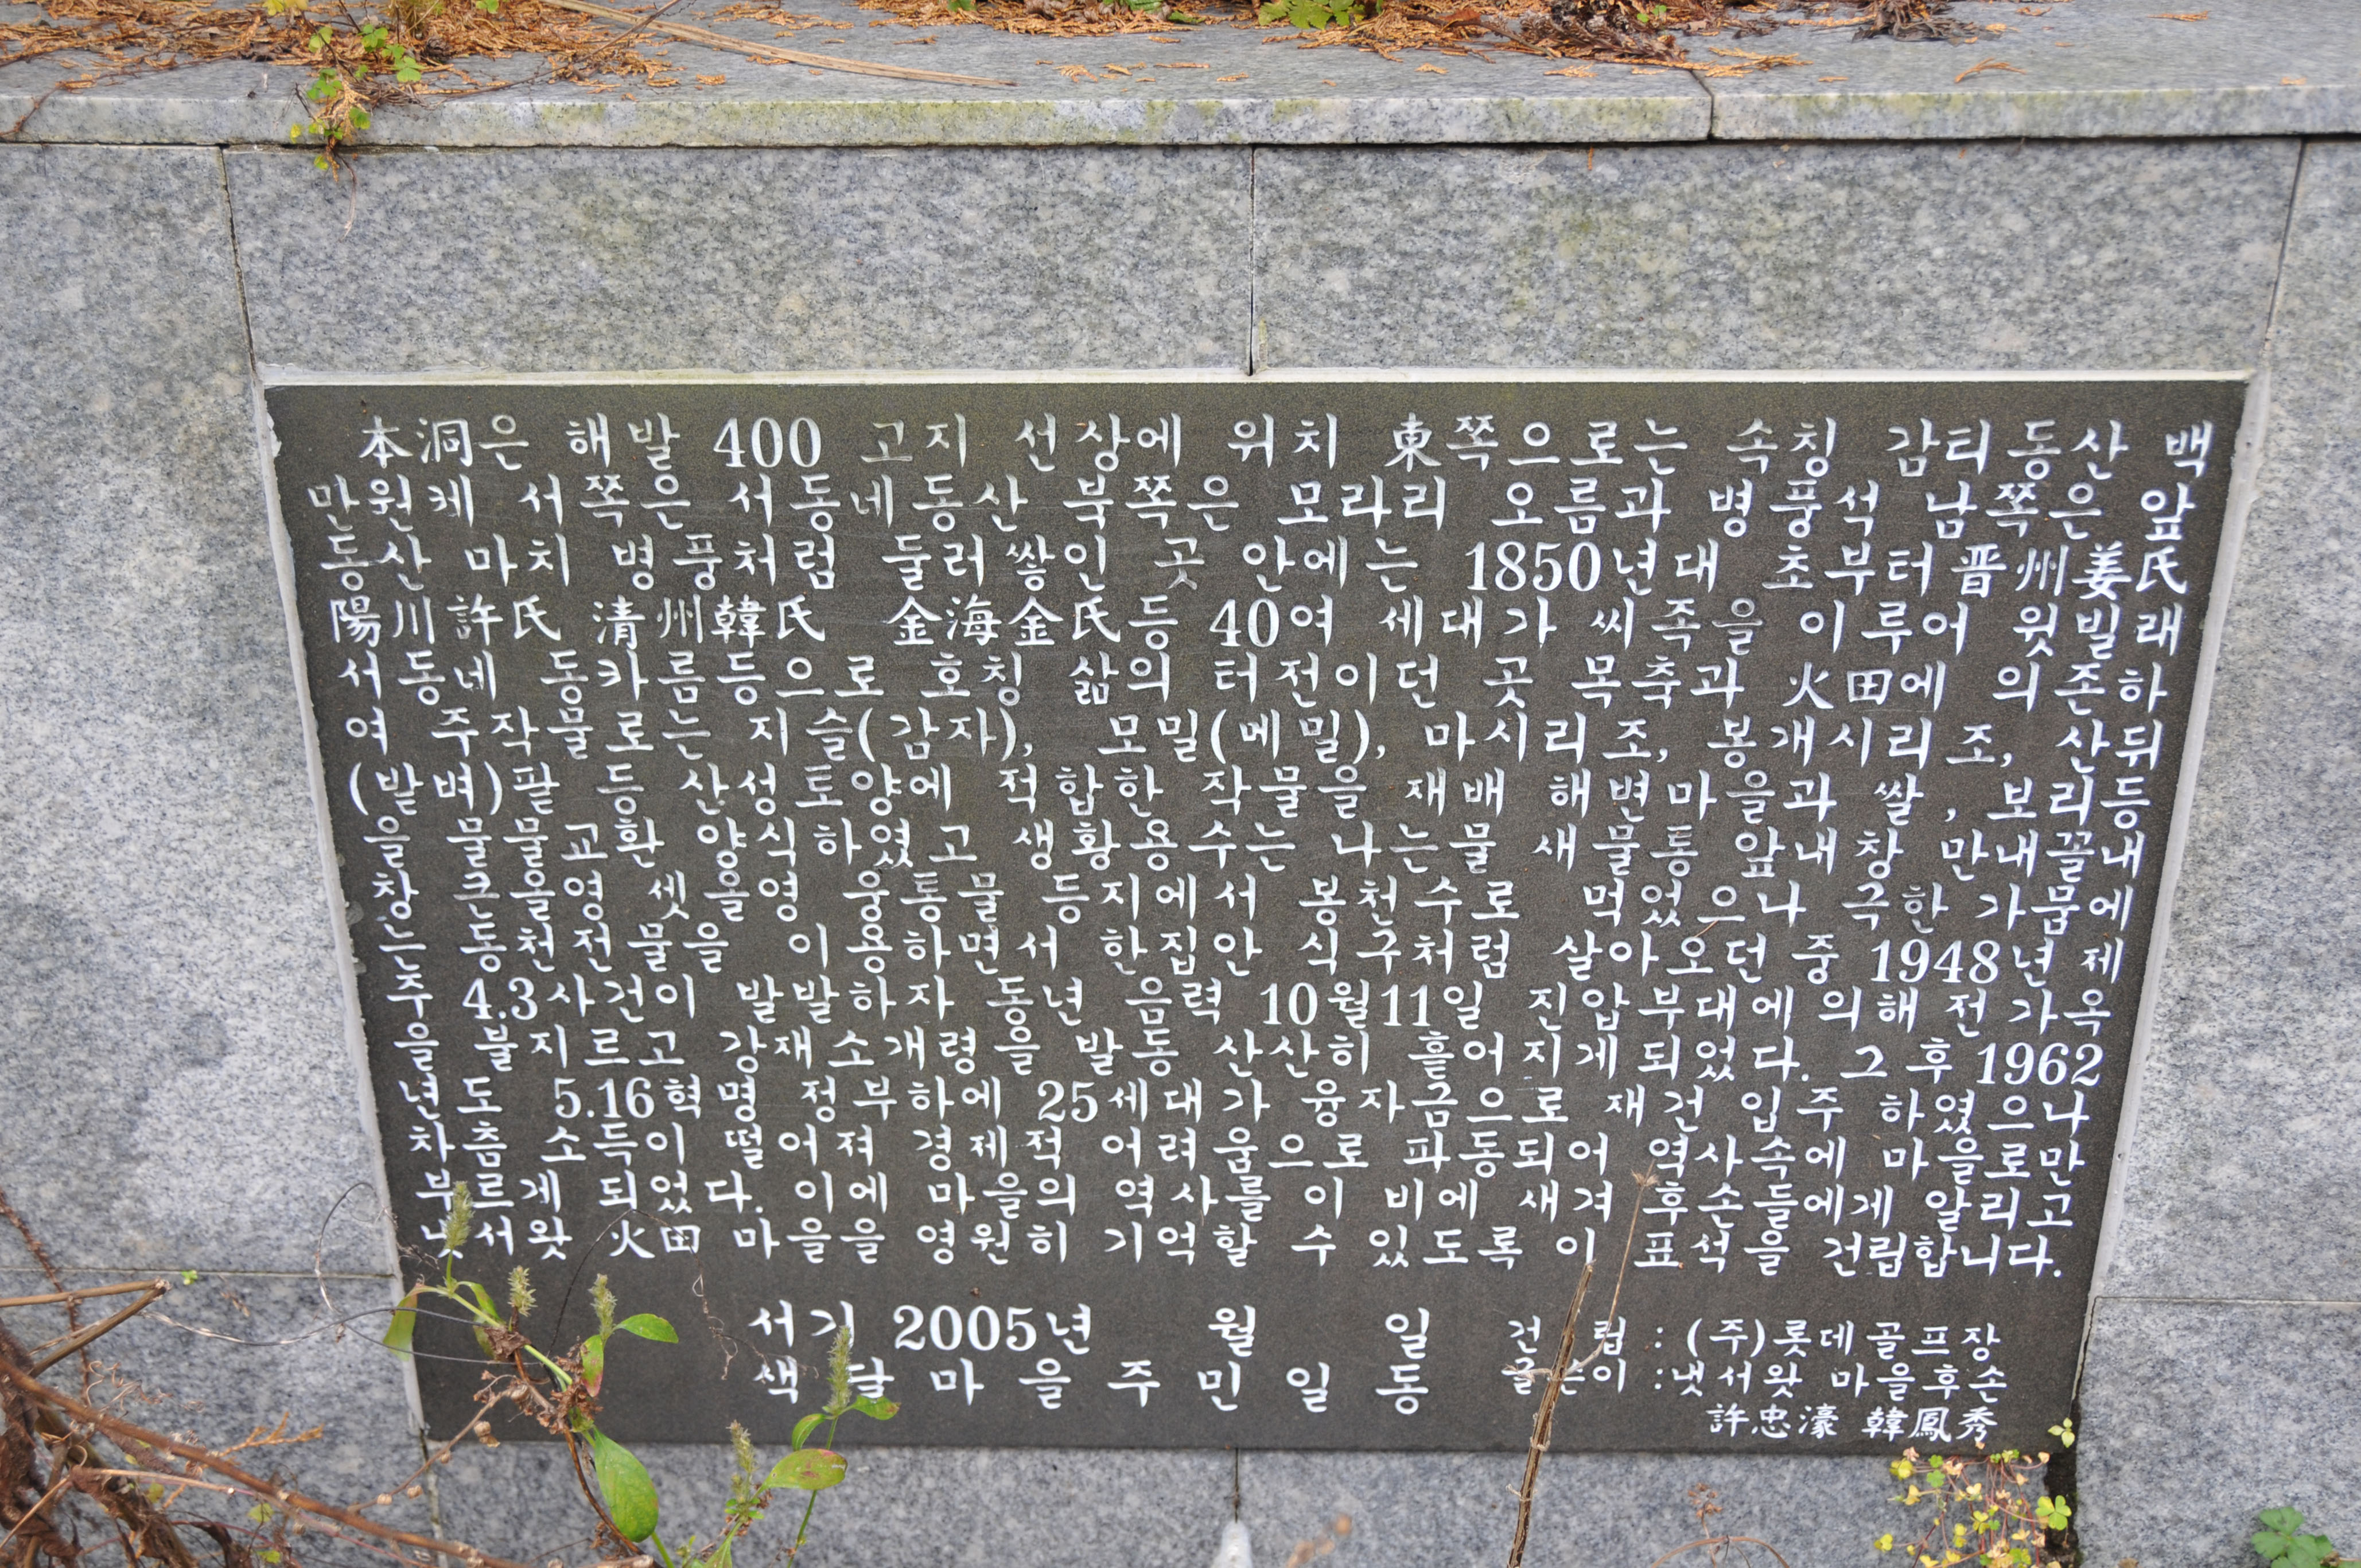 本洞은 해발 400 고지 선상에 위치 東쪽으로는 속칭 감티동산 백
만원케 서쪽은 서동네동산 북쪽은 모라리 오름과 병풍석 남쪽은 앞
동산 마치 병풍처럼 둘러쌓인 곳 안에는 1850년대 초부터 晋州姜氏
陽川許氏 清州韓氏 金海金氏등 40여 세대가 씨족을 이루어 윗빌래
서동네 동카름등으로 호칭 삶의 터전이던 곳 목축과 火田에 의존하
여 주작물로는 지슬(감자), 모밀(메밀), 마시리조, 봉개시리 조, 산뒤
(밭벼)팥 등 산성토양에 적합한 작물을 재배 해변마을과 쌀, 보리등
을 물물교환 양식하였고 생황용수는 나는물 새물통 앞내창 만내꼴내
창 큰올영 셋올영 웅통물 등지에서 봉천수로 먹었으나 극한 가뭄에
는 동천전물을 이용하면서 한집안 식구처럼 살아오던 중 1948년 제
주 4.3사건이 발발하자 동년 음력 10월11일 진압부대에 의해 전가옥
을 불지르고 강재소개령을 발동 산산히 흩어지게 되었다. 그 후 1962
년도 5.16혁명 정부하에 25세대가 융자금으로 재건 입주 하였으나
차츰 소득이 떨어져 경제적 어려움으로 파동되어 역사속에 마을로만
부르게 되었다. 이에 마을의 역사를 이 비에 새겨 후손들에게 알리고
냇서왓 火田 마을을 영원히 기억할 수 있도록 이 표석을 건립합니다.
서기 2005년 월 일
색달마을주민일동
건 립 : (주)롯데골프장
글쓴이 :냇서왓 마을후손
許忠濠 韓鳳秀